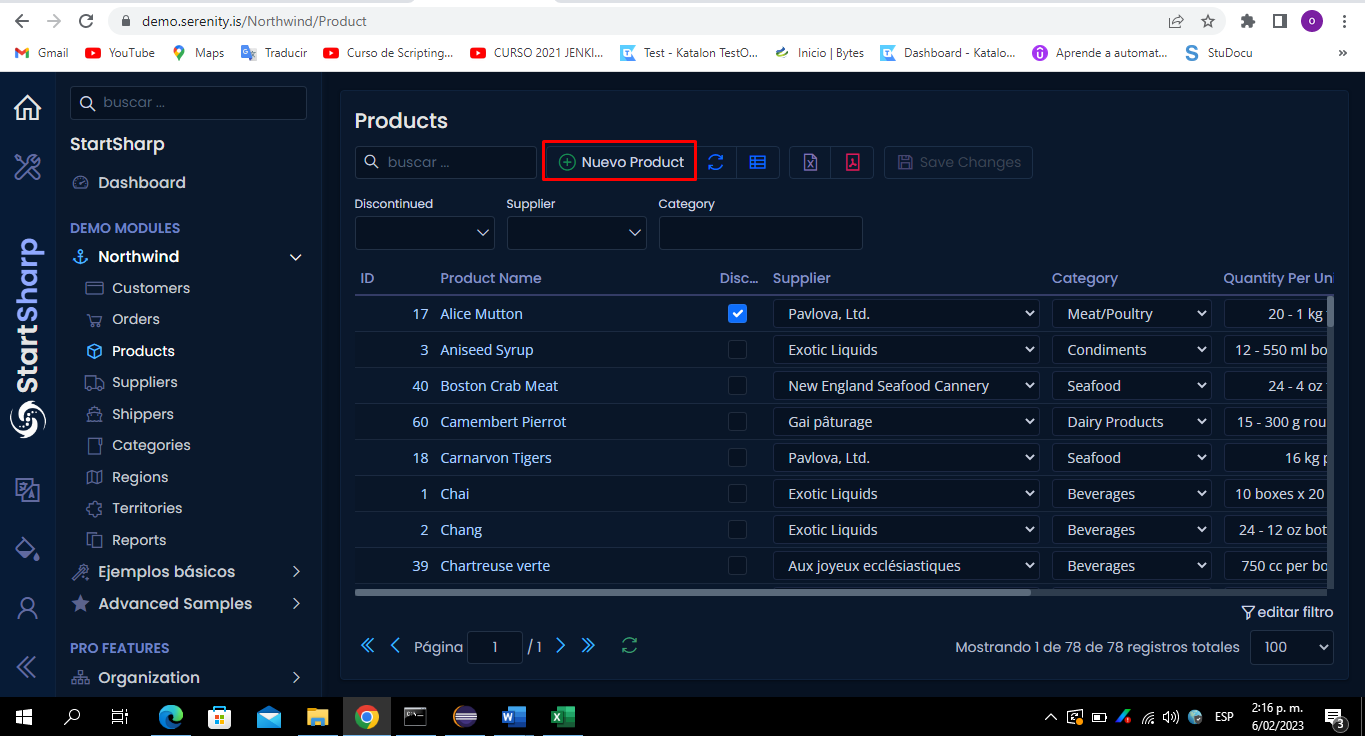 demo.serenity.is/Northwind/Product
O
Gmail YouTube Maps Traducir Curso de Scripting... CURSO 2021 JENKI... Test - Katalon TestO... Inicio | Bytes Dashboard - Katalo... Aprende a automat... StuDocu »
StartSharp
buscar ...
StartSharp
Dashboard
DEMO MODULES
Northwind
Customers
Orders
Products
Suppliers
Shippers
Categories
Regions
Territories
Reports
Ejemplos básicos
Advanced Samples
PRO FEATURES
Organization
Products
buscar ... Nuevo Product Save Changes
Discontinued Supplier Category
ID Product Name Disc... Supplier Category Quantity Per Uni
17 Alice Mutton Pavlova, Ltd. Meat/Poultry 20 - 1 kg
3 Aniseed Syrup Exotic Liquids Condiments 12 - 550 ml bo
40 Boston Crab Meat New England Seafood Cannery Seafood 24 - 4 oz
60 Camembert Pierrot Gai pâturage Dairy Products 15 - 300 g rou
18 Carnarvon Tigers Pavlova, Ltd. Seafood 16 kg p
1 Chai Exotic Liquids Beverages 10 boxes x 20
2 Chang Exotic Liquids Beverages 24 - 12 oz bot
39 Chartreuse verte Aux joyeux ecclésiastiques Beverages 750 cc per bo
editar filtro
Página 1 / 1 Mostrando 1 de 78 de 78 registros totales 100
ESP
2:16 p. m.
6/02/2023
3